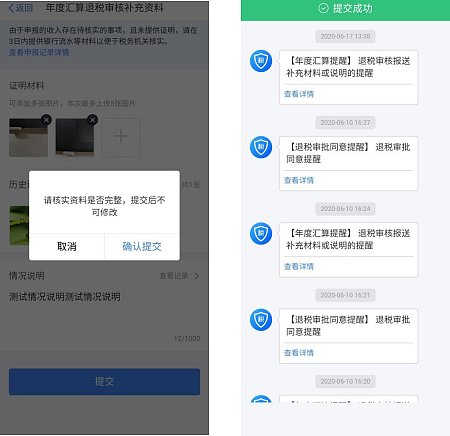 返回 年度汇算退税审核补充资料
由于申报的收入存在待核实的事项，且未提供证明，请在
3日内提供银行流水等材料以便于税务机关核实。
查看申报记录详情
证明材料
可添加多张图片，本次最多上传5张图片
历史
共1张
请核实资料是否完整，提交后不
可修改
取消 确认提交
情况说明 查看记录
测试情况说明测试情况说明
12/1000
提交
提交成功
2020-06-17 13:38
【年度汇算提醒】 退税审核报送
补充材料或说明的提醒
查看详情
2020-06-10 16:27
【退税审批同意提醒】 退税审批
同意提醒
查看详情
2020-06-10 16:24
【年度汇算提醒】 退税审核报送
补充材料或说明的提醒
查看详情
2020-06-10 16:21
【退税审批同意提醒】 退税审批
同意提醒
查看详情
2020-06-10 16:20